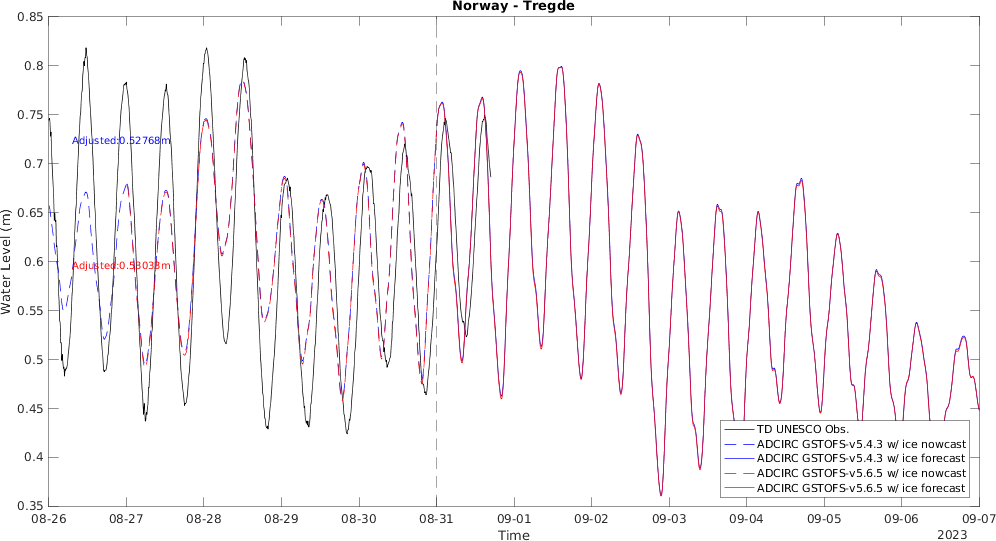 Norway - Tregde
0.85
0.8
0.75
0.7
0.65
0.6
0.55
0.5
0.45
0.4
0.35
Water Level (m)
Adjusted:0.52768m
Adjusted:0.53033m
TD UNESCO Obs.
ADCIRC GSTOFS-v5.4.3 w/ ice nowcast
ADCIRC GSTOFS-v5.4.3 w/ ice forecast
ADCIRC GSTOFS-v5.6.5 w/ ice nowcast
ADCIRC GSTOFS-v5.6.5 w/ ice forecast
08-26 08-27 08-28 08-29 08-30 08-31 09-01 09-02 09-03 09-04 09-05 09-06 09-07
Time
2023